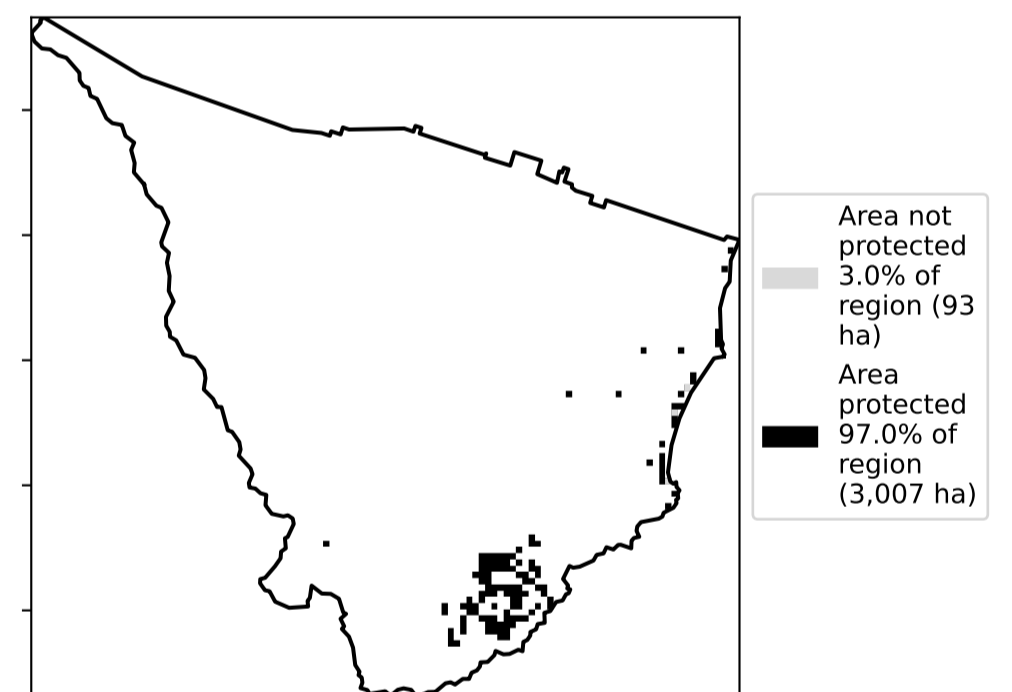 Area not
protected
3.0% of
region (93
ha)
Area
protected
97.0% of
region
(3,007 ha)